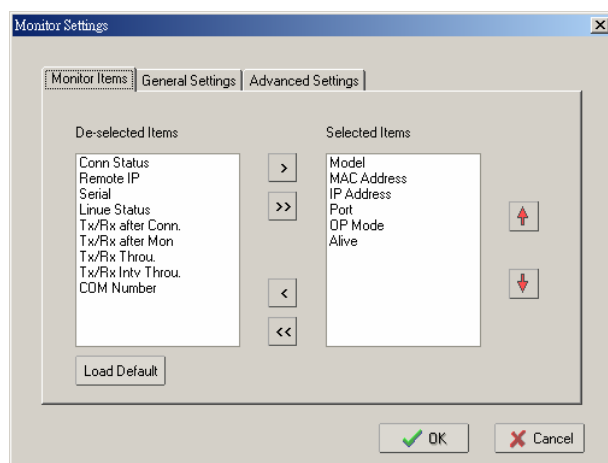 Monitor Settings
Monitor Items General Settings Advanced Settings
De-selected Items
Conn Status
Remote IP
Serial
Linue Status
Tx/Rx after Conn.
Tx/Rx after Mon
Tx/Rx Throu.
Tx/Rx Intv Throu.
COM Number
>
>>
<
<<
Selected Items
Model
MAC Address
IP Address
Port
OP Mode
Alive
Load Default
OK Cancel